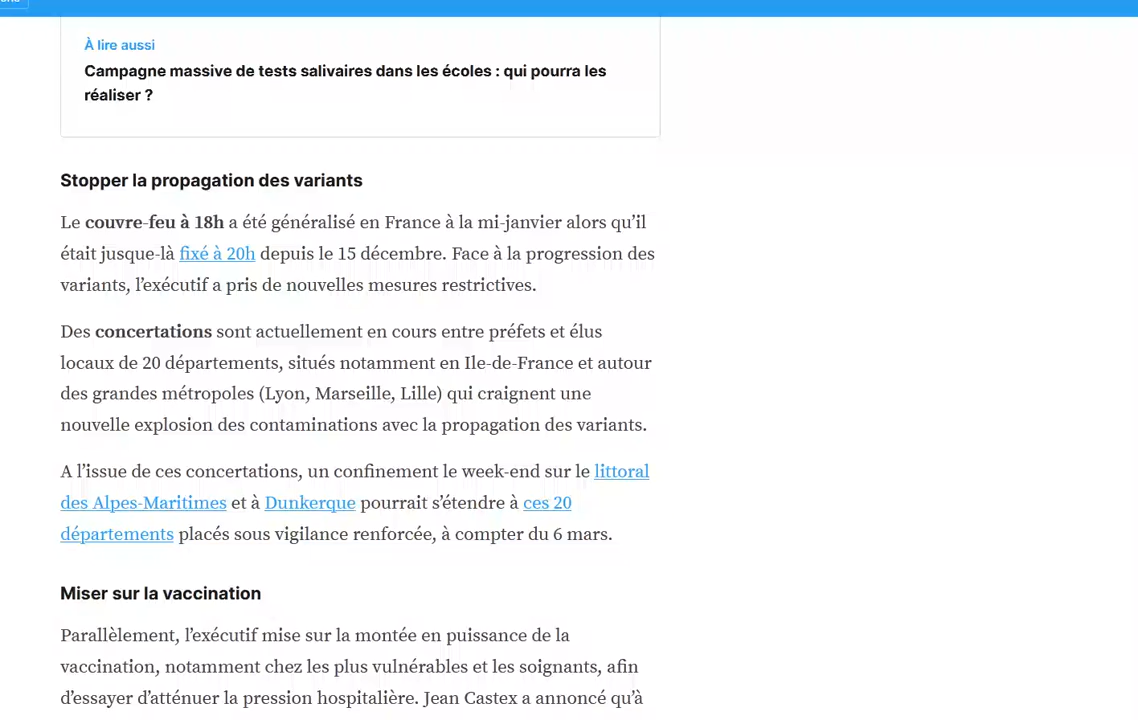 À lire aussi
Campagne massive de tests salivaires dans les écoles : qui pourra les
réaliser ?
Stopper la propagation des variants
Le couvre-feu à 18h a été généralisé en France à la mi-janvier alors qu’il
était jusque-là fixé à 20h depuis le 15 décembre. Face à la progression des
variants, l’exécutif a pris de nouvelles mesures restrictives.
Des concertations sont actuellement en cours entre préfets et élus
locaux de 20 départements, situés notamment en Ile-de-France et autour
des grandes métropoles (Lyon, Marseille, Lille) qui craignent une
nouvelle explosion des contaminations avec la propagation des variants.
A l’issue de ces concertations, un confinement le week-end sur le littoral
des Alpes-Maritimes et à Dunkerque pourrait s’étendre à ces 20
départements placés sous vigilance renforcée, à compter du 6 mars.
Miser sur la vaccination
Parallèlement, l’exécutif mise sur la montée en puissance de la
vaccination, notamment chez les plus vulnérables et les soignants, afin
d’essayer d’atténuer la pression hospitalière. Jean Castex a annoncé qu’à